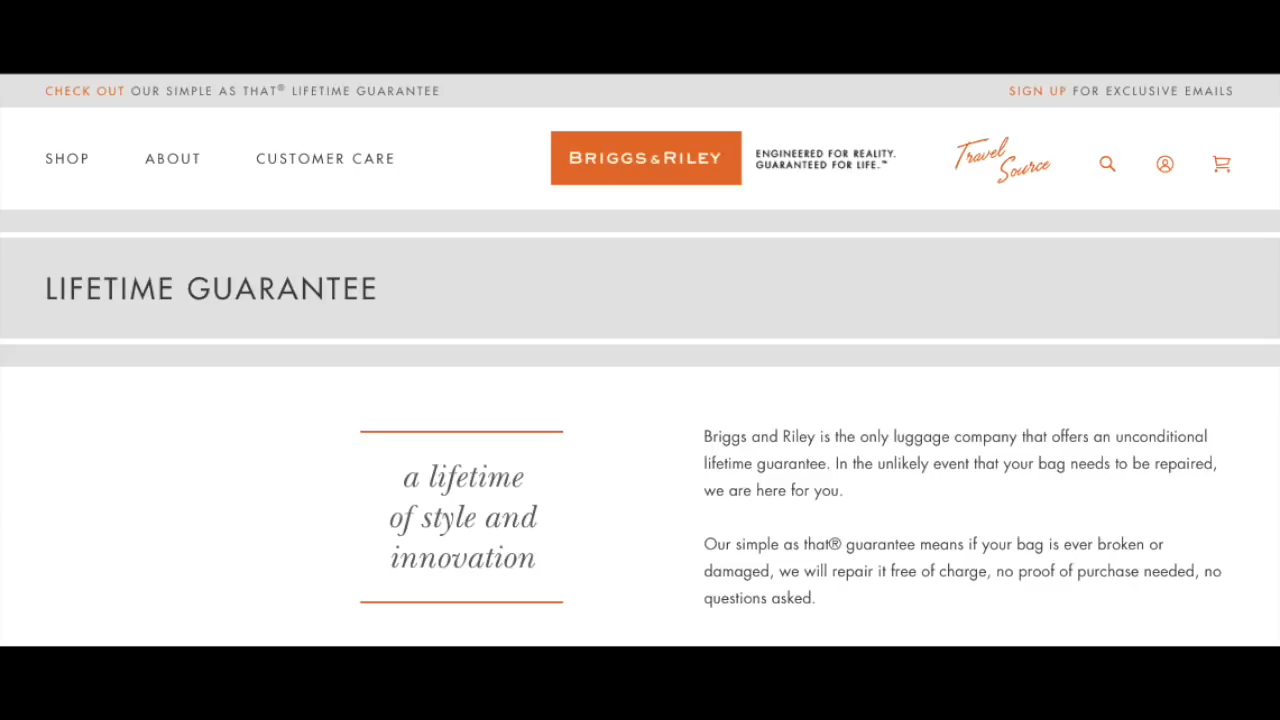 CHECK OUT OUR SIMPLE AS THAT® LIFETIME GUARANTEE
SIGN UP FOR EXCLUSIVE EMAILS
SHOP ABOUT CUSTOMER CARE
BRIGGS & RILEY
ENGINEERED FOR REALITY.
GUARANTEED FOR LIFE.™
Travel
Source
LIFETIME GUARANTEE
a lifetime
of style and
innovation
Briggs and Riley is the only luggage company that offers an unconditional
lifetime guarantee. In the unlikely event that your bag needs to be repaired,
we are here for you.
Our simple as that® guarantee means if your bag is ever broken or
damaged, we will repair it free of charge, no proof of purchase needed, no
questions asked.